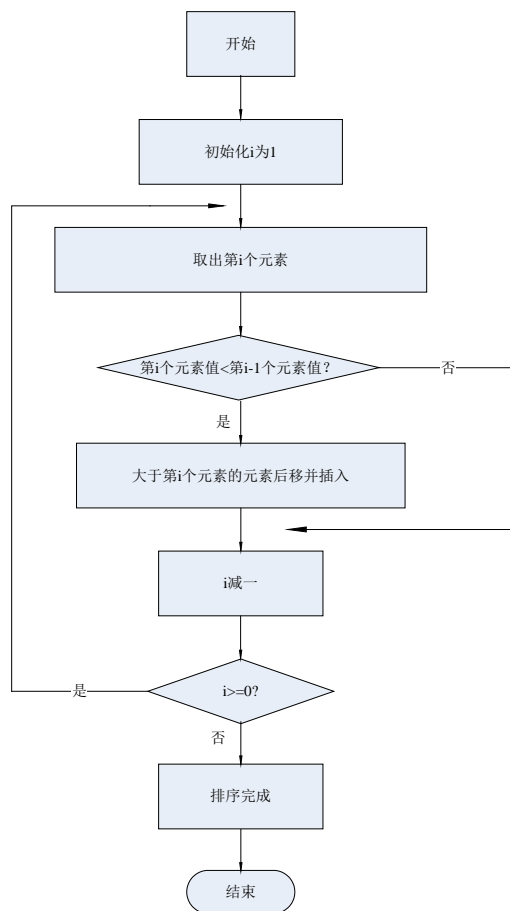 开始
初始化i为1
取出第i个元素
第i个元素值<第i-1个元素值?
否
是
大于第i个元素的元素后移并插入
i减一
是
i>=0?
否
排序完成
结束